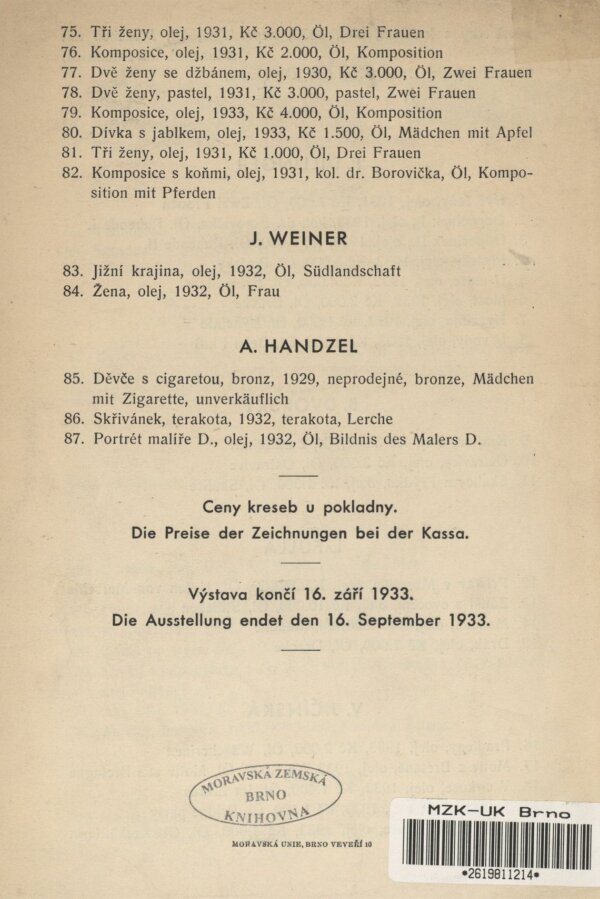 75. Tři ženy, olej, 1931, Kč 3.000, Öl, Drei Frauen
76. Komposice, olej, 1931, Kč 2.000, Öl, Komposition
77. Dvě ženy se džbánem, olej, 1930, Kč 3.000, Öl, Zwei Frauen
78. Dvě ženy, pastel, 1931, Kč 3.000, pastel, Zwei Frauen
79. Komposice, olej, 1933, Kč 4.000, Öl, Komposition
80. Dívka s jablkem, olej, 1933, Kč 1.500, Öl, Mädchen mit Apfel
81. Tři ženy, olej, 1931, Kč 1.000, Öl, Drei Frauen
82. Komposice s koňmi, olej, 1931, kol. dr. Borovička, Öl, Kompo-
sition mit Pferden
J. WEINER
83. Jižní krajina, olej, 1932, Öl, Südlandschaft
84. Žena, olej, 1932, Öl, Frau
A. HANDZEL
85. Děvče s cigaretou, bronz, 1929, neprodejné, bronze, Mädchen
mit Zigarette, unverkäuflich
86. Skřivánek, terakota, 1932, terakota, Lerche
87. Portrét malíře D., olej, 1932, Öl, Bildnis des Malers D.
Ceny kreseb u pokladny.
Die Preise der Zeichnungen bei der Kassa.
Výstava končí 16. září 1933.
Die Ausstellung endet den 16. September 1933.
MORAVSKÁ ZEMSKÁ
BRNO
KNIHOVNA
MORAVSKÁ UNIE, BRNO VEVEŘÍ 10
MZK-UK Brno
*2619811214*